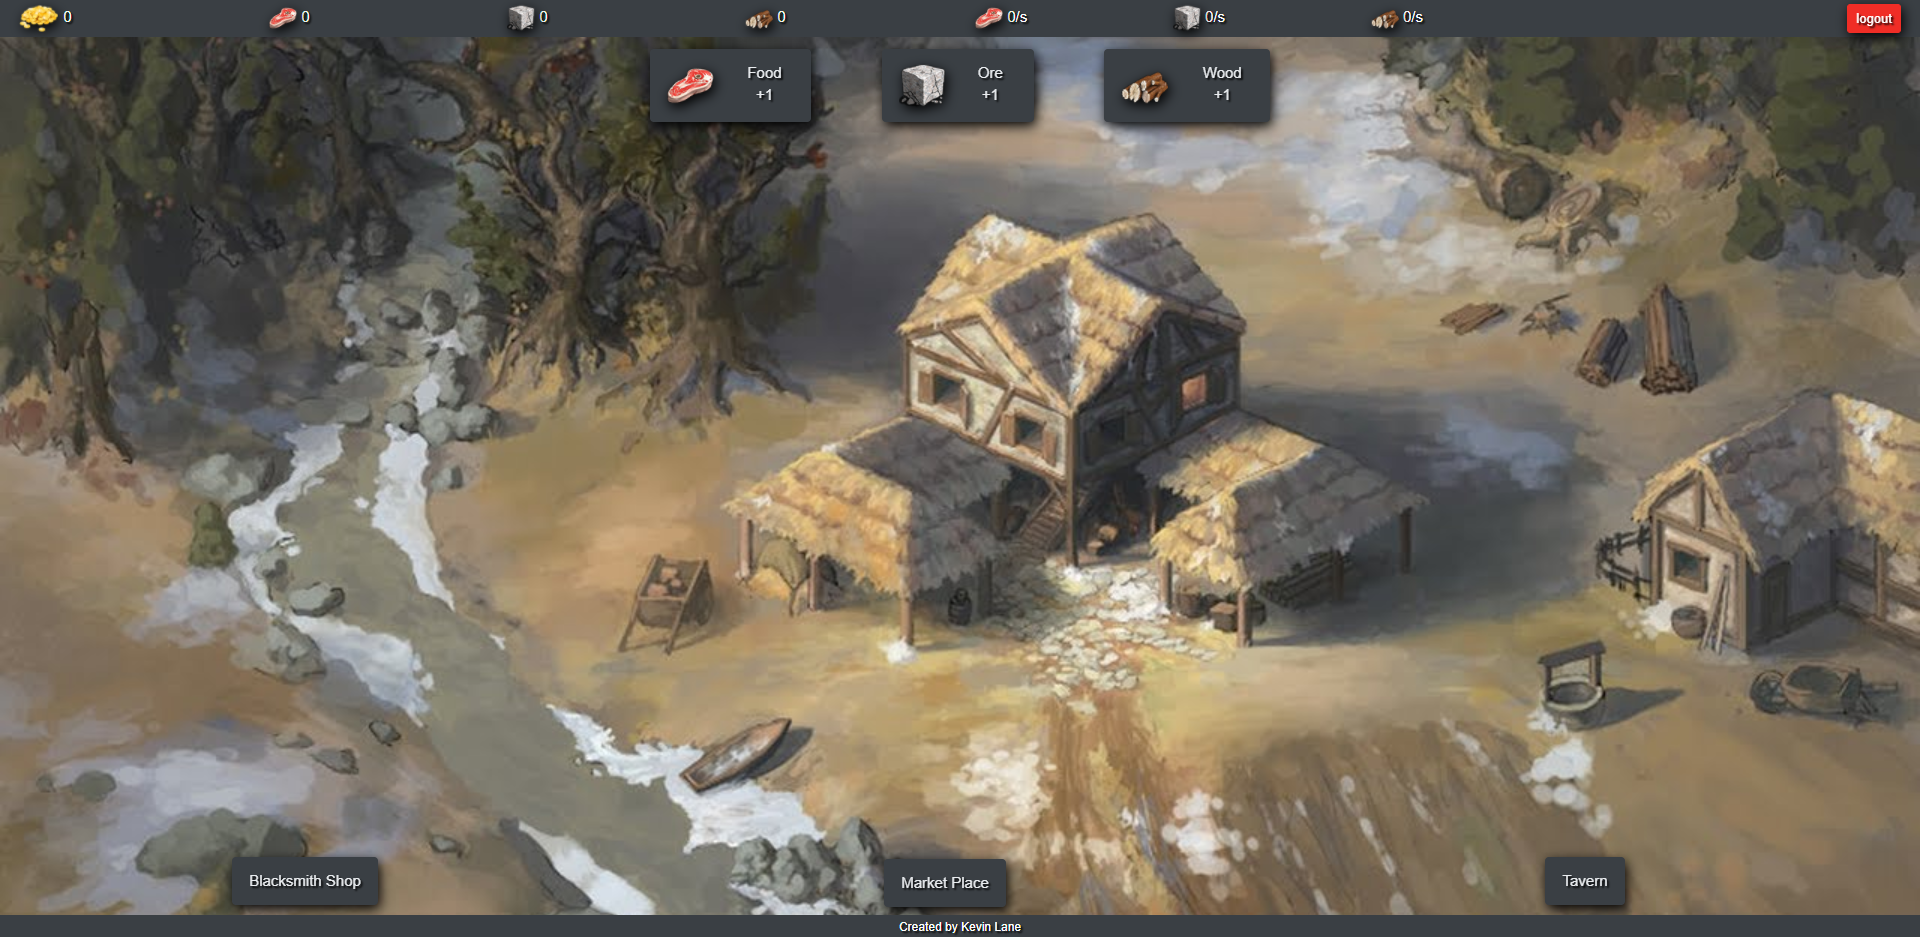 0
0
0
0
0/s
0/s
0/s
logout
Food
+1
Ore
+1
Wood
+1
Blacksmith Shop
Market Place
Tavern
Created by Kevin Lane